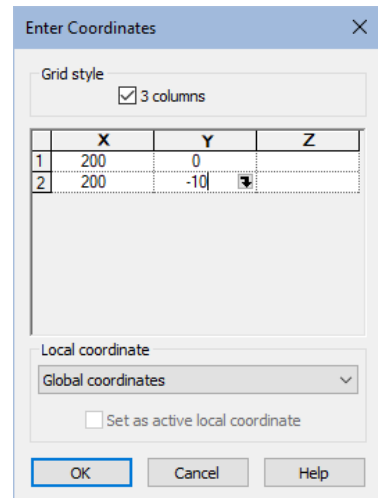 Enter Coordinates
Grid style
3 columns
X Y Z
1 200 0
2 200 -10
Local coordinate
Global coordinates
Set as active local coordinate
OK Cancel Help